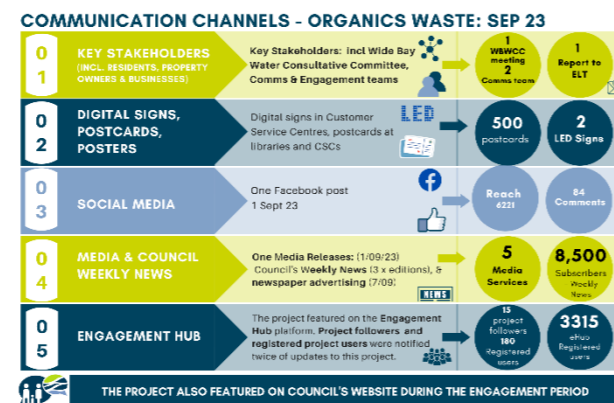 COMMUNICATION CHANNELS - ORGANICS WASTE: SEP 23
0
1
KEY STAKEHOLDERS
(INCL. RESIDENTS, PROPERTY
OWNERS & BUSINESSES)
Key Stakeholders: incl Wide Bay
Water Consultative Committee,
Comms & Engagement teams
1
WBWCC
meeting
2
Comms team
1
Report to
ELT
0
2
DIGITAL SIGNS,
POSTCARDS,
POSTERS
Digital signs in Customer
Service Centres, postcards at
libraries and CSCs
LED
500
postcards
2
LED Signs
0
3
SOCIAL MEDIA
One Facebook post
1 Sept 23
Reach
6221
84
Comments
0
4
MEDIA & COUNCIL
WEEKLY NEWS
One Media Releases: (1/09/23)
Council's Weekly News (3 x editions), &
newspaper advertising (7/09)
NEWS
5
Media
Services
8,500
Subscribers
- Weekly
News
0
5
ENGAGEMENT HUB
The project featured on the Engagement
Hub platform. Project followers and
registered project users were notified
twice of updates to this project.
15
project
followers
180
Registered
users
3315
eHub
Registered
users
THE PROJECT ALSO FEATURED ON COUNCIL'S WEBSITE DURING THE ENGAGEMENT PERIOD